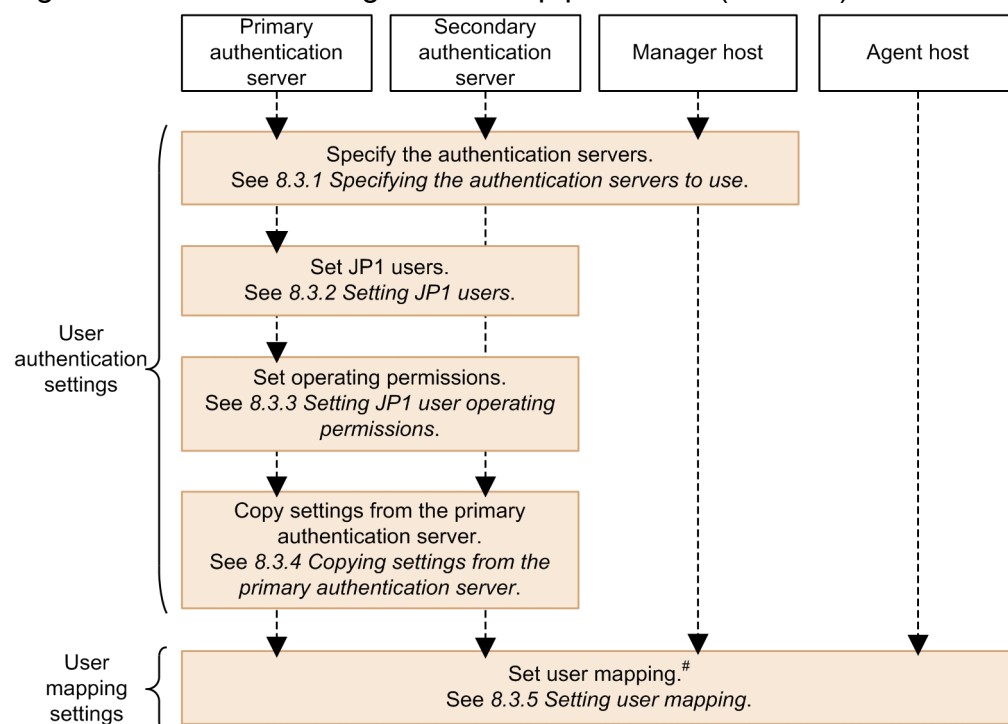 Primary
authentication
server
Secondary
authentication
server
Manager host
Agent host
Specify the authentication servers.
See 8.3.1 Specifying the authentication servers to use.
Set JP1 users.
See 8.3.2 Setting JP1 users.
User
authentication
settings
Set operating permissions.
See 8.3.3 Setting JP1 user operating
permissions.
Copy settings from the primary
authentication server.
See 8.3.4 Copying settings from the
primary authentication server.
User
mapping
settings
Set user mapping.#
See 8.3.5 Setting user mapping.